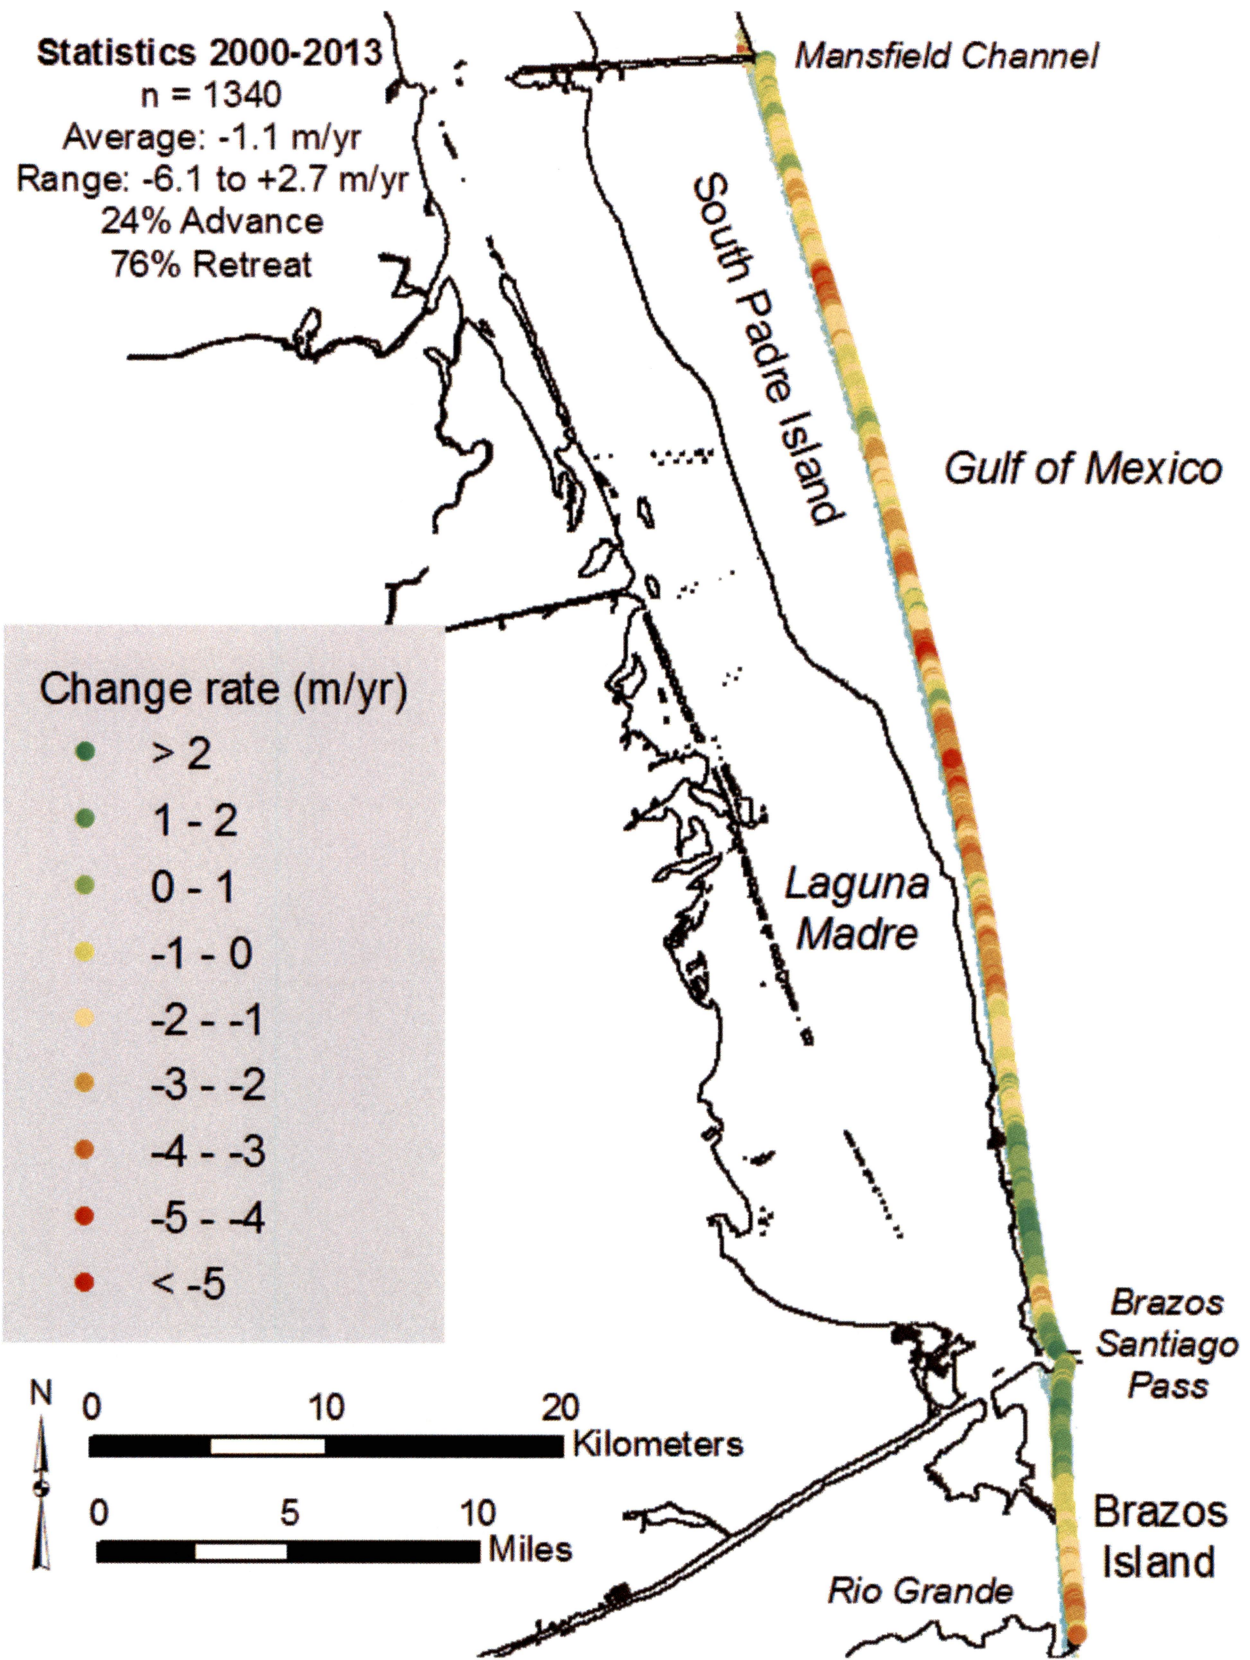 Statistics 2000-2013
n = 1340
Average: -1.1 m/yr
Range: -6.1 to +2.7 m/yr
24% Advance
76% Retreat
Mansfield Channel
South Padre Island
Gulf of Mexico
Change rate (m/yr)
> 2
1 - 2
0 - 1
-1 - 0
-2 - -1
-3 - -2
-4 - -3
-5 - -4
< -5
Laguna
Madre
Brazos
Santiago
Pass
N
0 10 20
Kilometers
0 5 10
Miles
Brazos
Island
Rio Grande